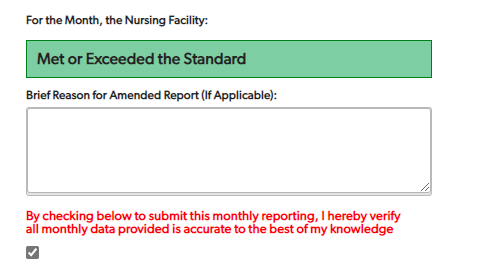 For the Month, the Nursing Facility:
Met or Exceeded the Standard
Brief Reason for Amended Report (If Applicable):
By checking below to submit this monthly reporting, I hereby verify
all monthly data provided is accurate to the best of my knowledge